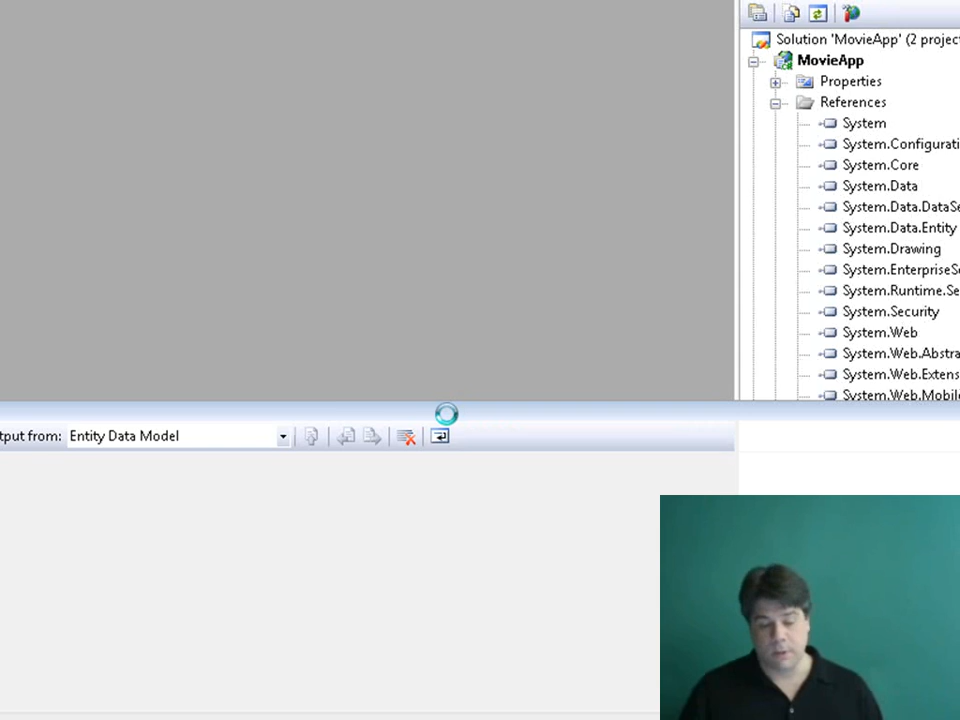 Solution 'MovieApp' (2 project
MovieApp
Properties
References
System
System.Configurati
System.Core
System.Data
System.Data.DataSe
System.Data.Entity
System.Drawing
System.EnterpriseSe
System.Runtime.Se
System.Security
System.Web
System.Web.Abstra
System.Web.Extens
System.Web.Mobile
tput from: Entity Data Model